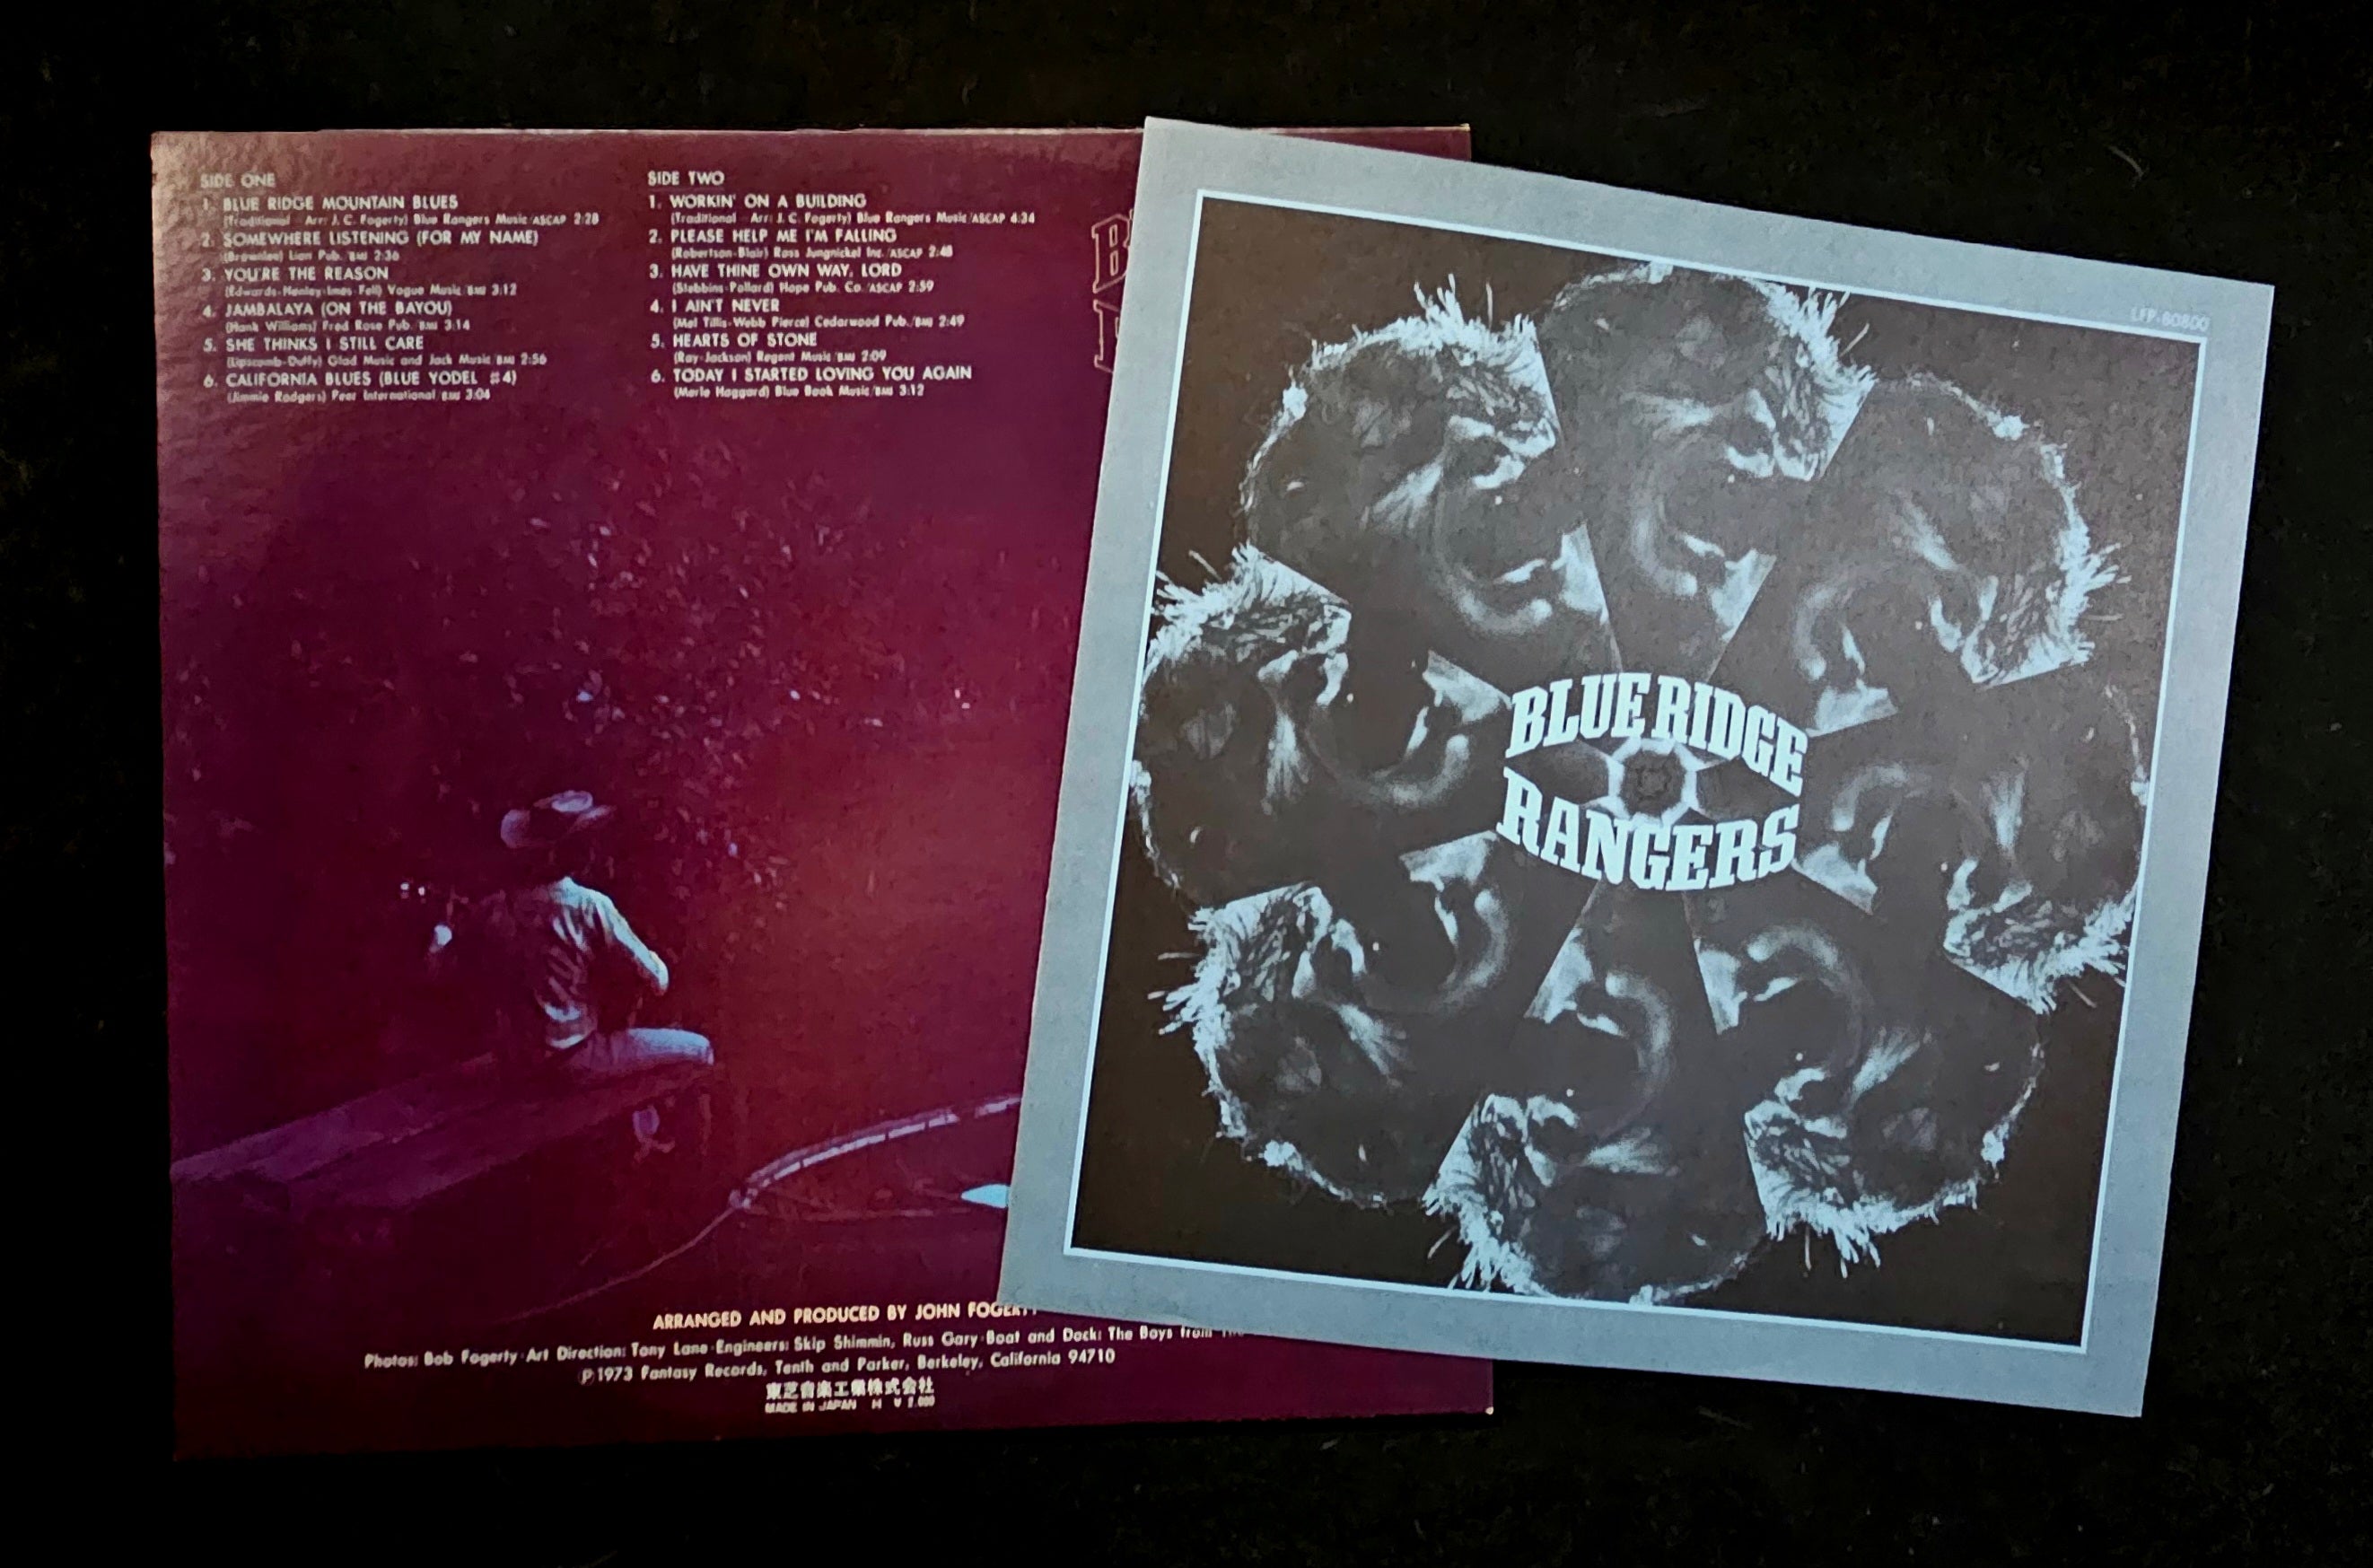 SIDE ONE
1. BLUE RIDGE MOUNTAIN BLUES
(Traditional - Arr: J. C. Fogerty) Blue Rangers Music/ASCAP 2:28
2. SOMEWHERE LISTENING (FOR MY NAME)
(Brownlee) Lion Pub./BMI 2:36
3. YOU'RE THE REASON
(Edwards-Henley-Imes-Fell) Vogue Music/BMI 3:12
4. JAMBALAYA (ON THE BAYOU)
(Hank Williams) Fred Rose Pub./BMI 3:14
5. SHE THINKS I STILL CARE
(Lipscomb-Duffy) Glad Music and Jack Music/BMI 2:56
6. CALIFORNIA BLUES (BLUE YODEL #4)
(Jimmie Rodgers) Peer International/BMI 3:04
SIDE TWO
1. WORKIN' ON A BUILDING
(Traditional - Arr: J. C. Fogerty) Blue Rangers Music/ASCAP 4:34
2. PLEASE HELP ME I'M FALLING
(Robertson-Blair) Ross Jungnickel Inc./ASCAP 2:48
3. HAVE THINE OWN WAY, LORD
(Stebbins-Pollard) Hope Pub. Co./ASCAP 2:59
4. I AIN'T NEVER
(Mel Tillis-Webb Pierce) Cedarwood Pub./BMI 2:49
5. HEARTS OF STONE
(Ray-Jackson) Regent Music/BMI 2:09
6. TODAY I STARTED LOVING YOU AGAIN
(Merle Haggard) Blue Book Music/BMI 3:12
B
LFP-80800
BLUE RIDGE
RANGERS
ARRANGED AND PRODUCED BY JOHN FOGERTY
Photos: Bob Fogerty·Art Direction: Tony Lane·Engineers: Skip Shimmin, Russ Gary·Boat and Dock: The Boys from
℗1973 Fantasy Records, Tenth and Parker, Berkeley, California 94710
東芝音楽工業株式会社
MADE IN JAPAN